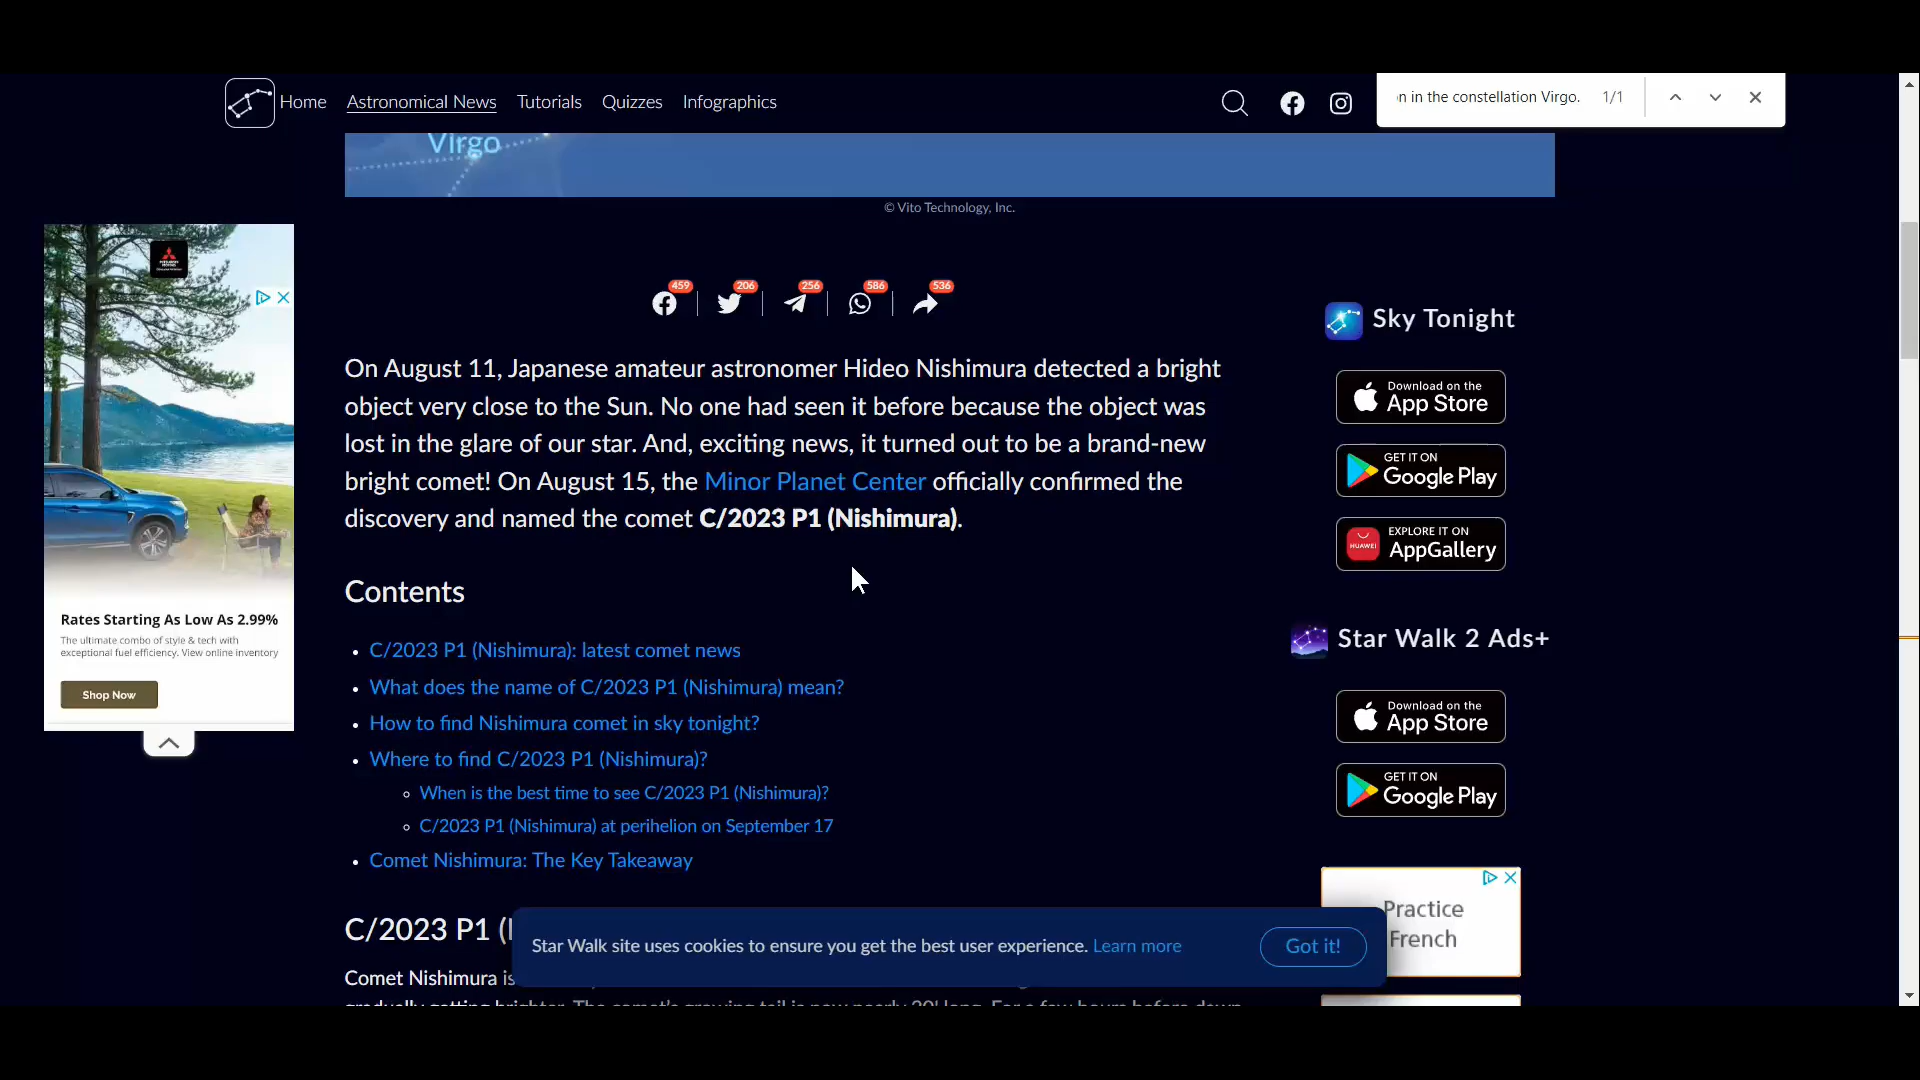 Home Astronomical News Tutorials Quizzes Infographics
n in the constellation Virgo. 1/1
Virgo
© Vito Technology, Inc.
459 206 256 586 536
On August 11, Japanese amateur astronomer Hideo Nishimura detected a bright
object very close to the Sun. No one had seen it before because the object was
lost in the glare of our star. And, exciting news, it turned out to be a brand-new
bright comet! On August 15, the Minor Planet Center officially confirmed the
discovery and named the comet C/2023 P1 (Nishimura).
Contents
C/2023 P1 (Nishimura): latest comet news
What does the name of C/2023 P1 (Nishimura) mean?
How to find Nishimura comet in sky tonight?
Where to find C/2023 P1 (Nishimura)?
When is the best time to see C/2023 P1 (Nishimura)?
C/2023 P1 (Nishimura) at perihelion on September 17
Comet Nishimura: The Key Takeaway
C/2023 P1 (
Comet Nishimura is
gradually getting brighter. The comet's growing tail is now nearly 20' long. For a few hours before dawn
Star Walk site uses cookies to ensure you get the best user experience. Learn more
Got it!
Rates Starting As Low As 2.99%
The ultimate combo of style & tech with
exceptional fuel efficiency. View online inventory
Shop Now
Sky Tonight
Download on the
App Store
GET IT ON
Google Play
HUAWEI
EXPLORE IT ON
AppGallery
Star Walk 2 Ads+
Download on the
App Store
GET IT ON
Google Play
Practice
French